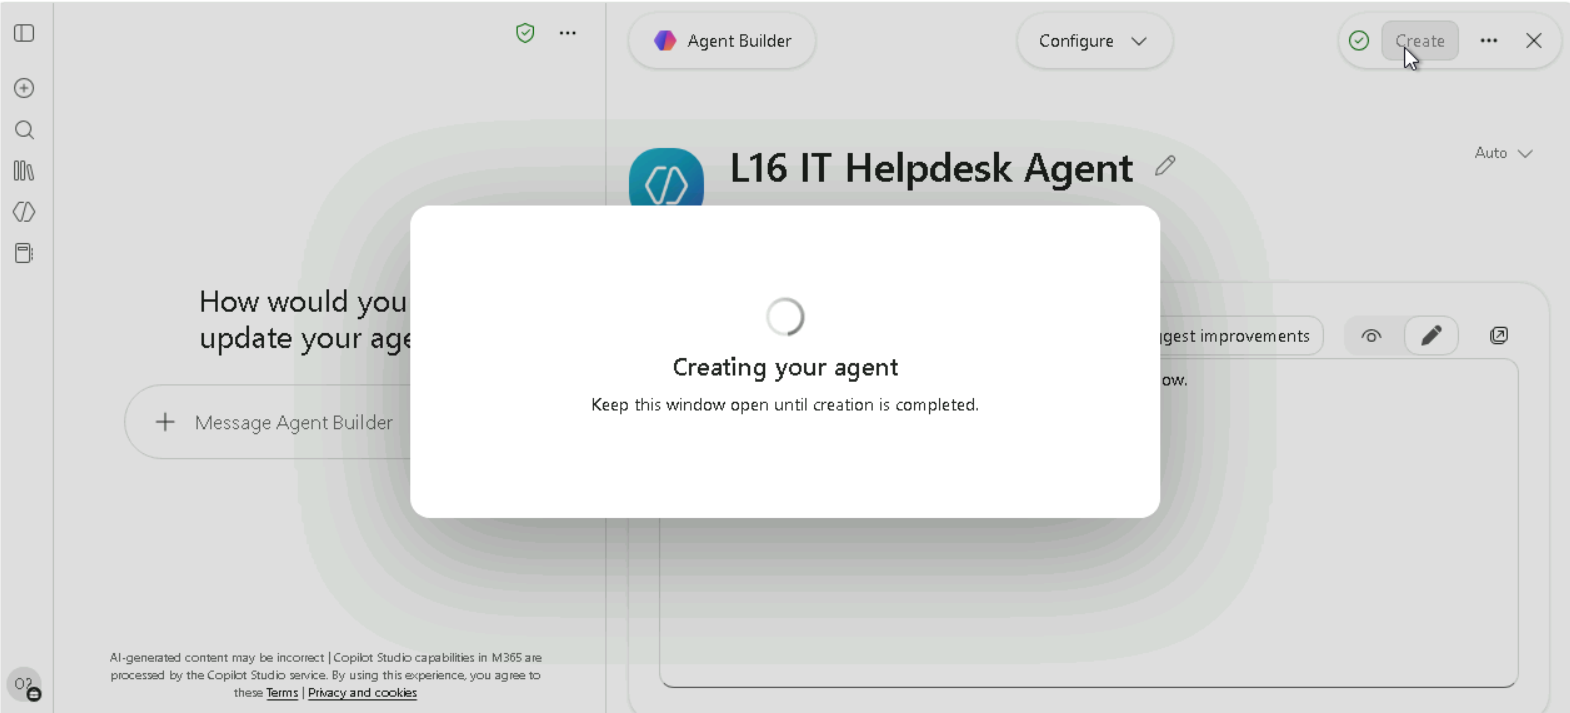 Agent Builder
Configure
Create
L16 IT Helpdesk Agent
Auto
How would you
update your age
Message Agent Builder
gest improvements
ow.
Creating your agent
Keep this window open until creation is completed.
AI-generated content may be incorrect | Copilot Studio capabilities in M365 are
processed by the Copilot Studio service. By using this experience, you agree to
these Terms | Privacy and cookies